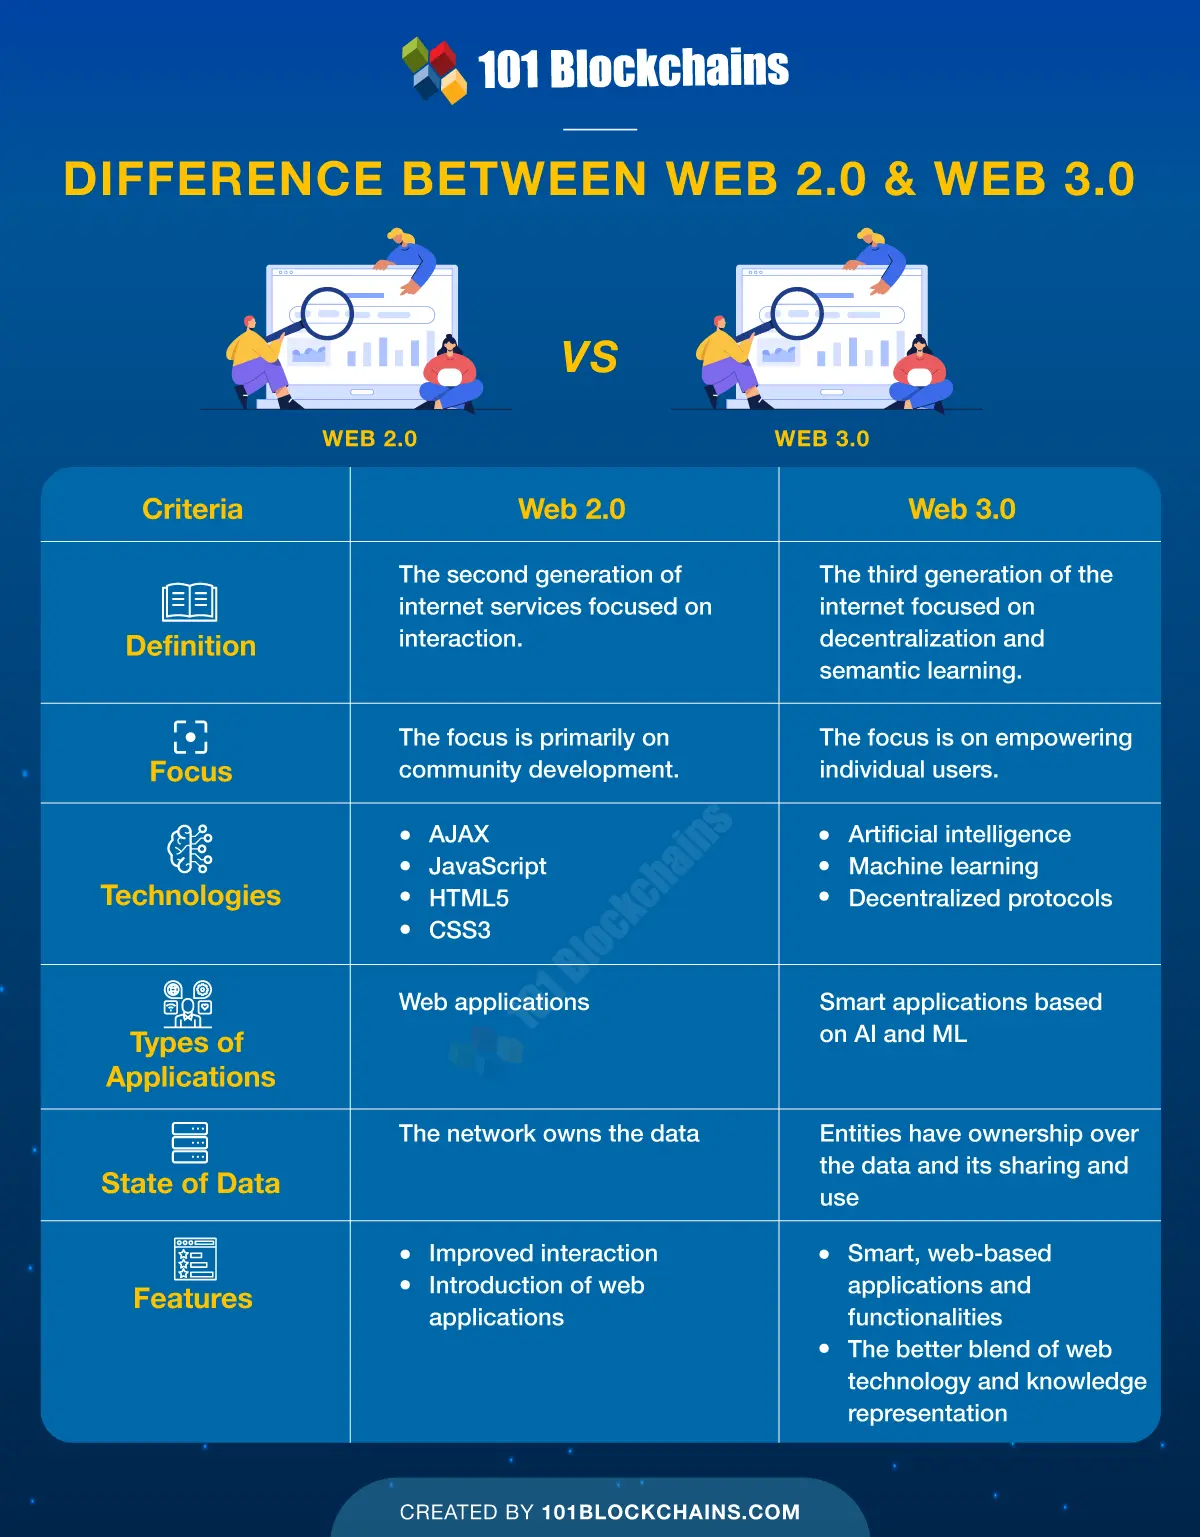 101 Blockchains
DIFFERENCE BETWEEN WEB 2.0 & WEB 3.0
VS
WEB 2.0
WEB 3.0
Criteria
Web 2.0
Web 3.0
Definition
The second generation of
internet services focused on
interaction.
The third generation of the
internet focused on
decentralization and
semantic learning.
Focus
The focus is primarily on
community development.
The focus is on empowering
individual users.
Technologies
• AJAX
• JavaScript
• HTML5
• CSS3
• Artificial intelligence
• Machine learning
• Decentralized protocols
Types of
Applications
Web applications
Smart applications based
on AI and ML
State of Data
The network owns the data
Entities have ownership over
the data and its sharing and
use
Features
• Improved interaction
• Introduction of web
applications
• Smart, web-based
applications and
functionalities
• The better blend of web
technology and knowledge
representation
101 Blockchains
CREATED BY 101BLOCKCHAINS.COM